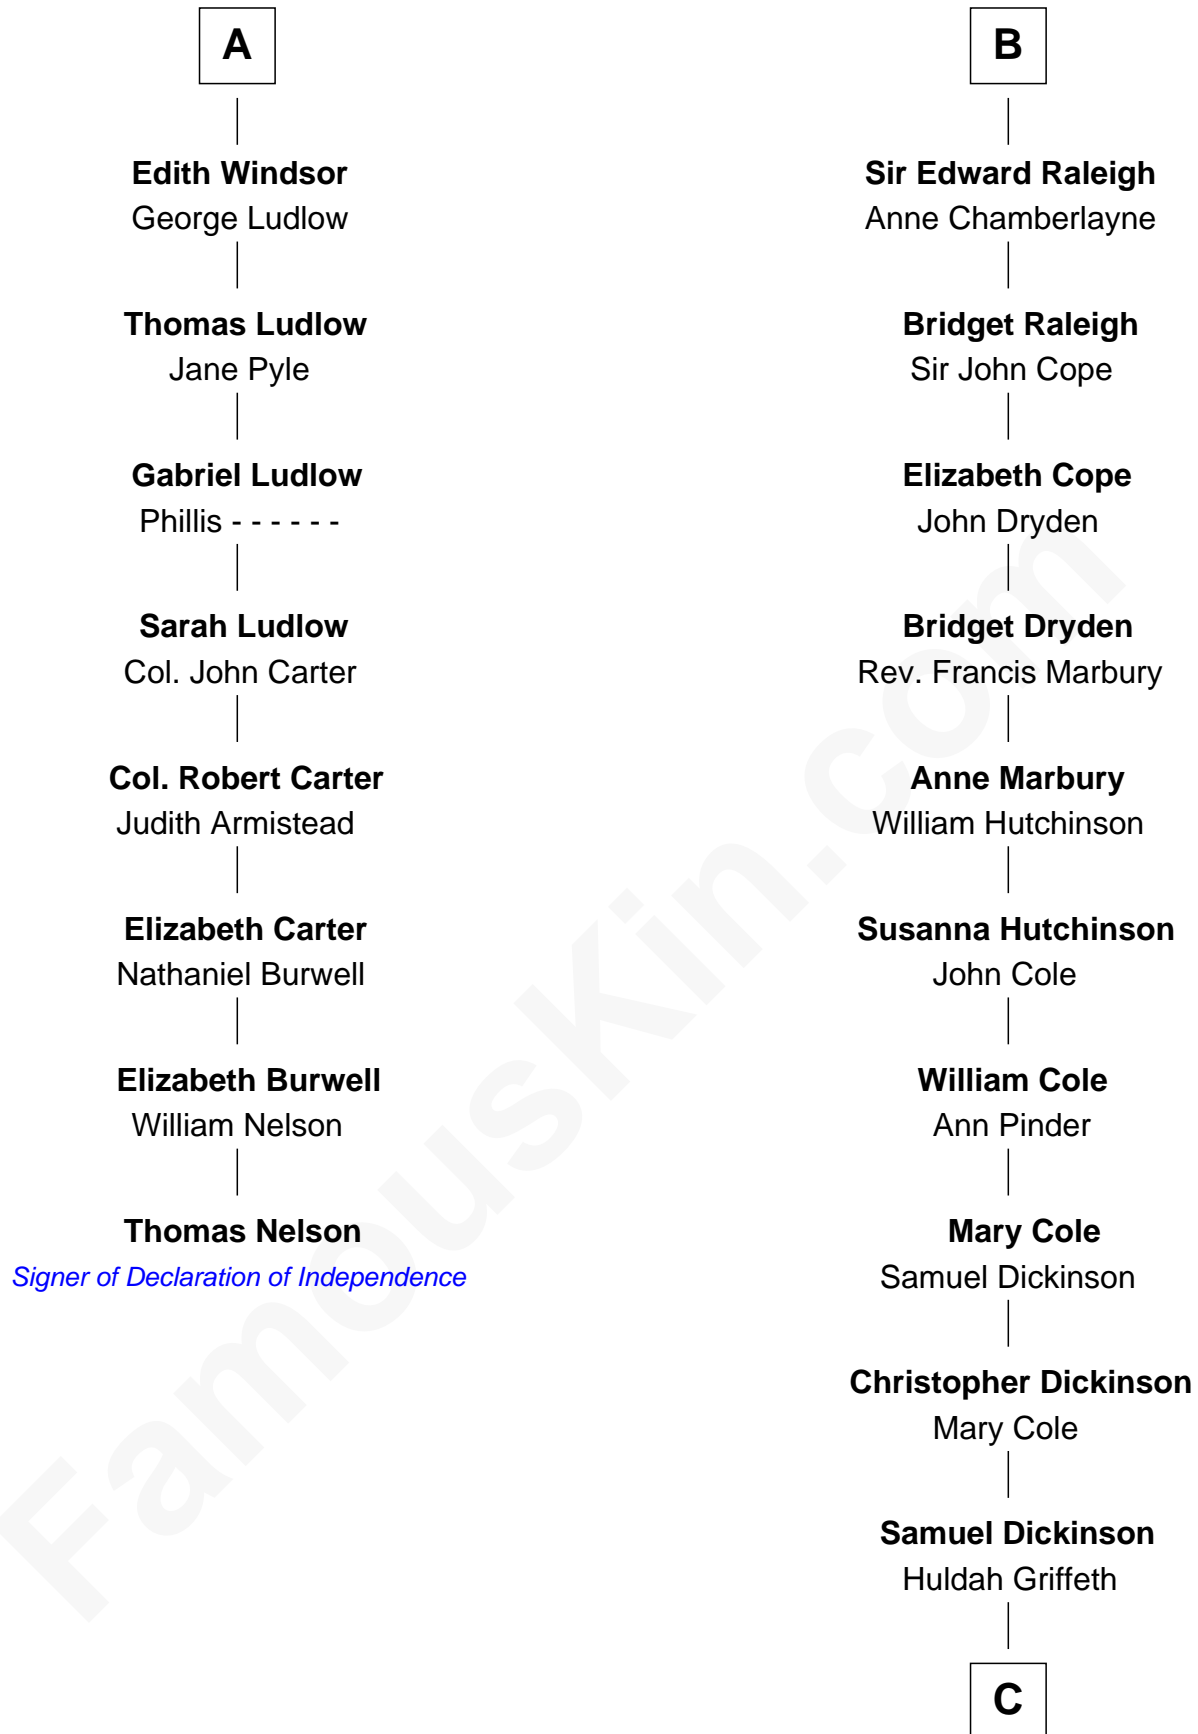 A
Edith Windsor
George Ludlow
Thomas Ludlow
Jane Pyle
Gabriel Ludlow
Phillis - - - - - -
Sarah Ludlow
Col. John Carter
Col. Robert Carter
Judith Armistead
Elizabeth Carter
Nathaniel Burwell
Elizabeth Burwell
William Nelson
Thomas Nelson
Signer of Declaration of Independence
B
Sir Edward Raleigh
Anne Chamberlayne
Bridget Raleigh
Sir John Cope
Elizabeth Cope
John Dryden
Bridget Dryden
Rev. Francis Marbury
Anne Marbury
William Hutchinson
Susanna Hutchinson
John Cole
William Cole
Ann Pinder
Mary Cole
Samuel Dickinson
Christopher Dickinson
Mary Cole
Samuel Dickinson
Huldah Griffeth
C
FamousKin.com